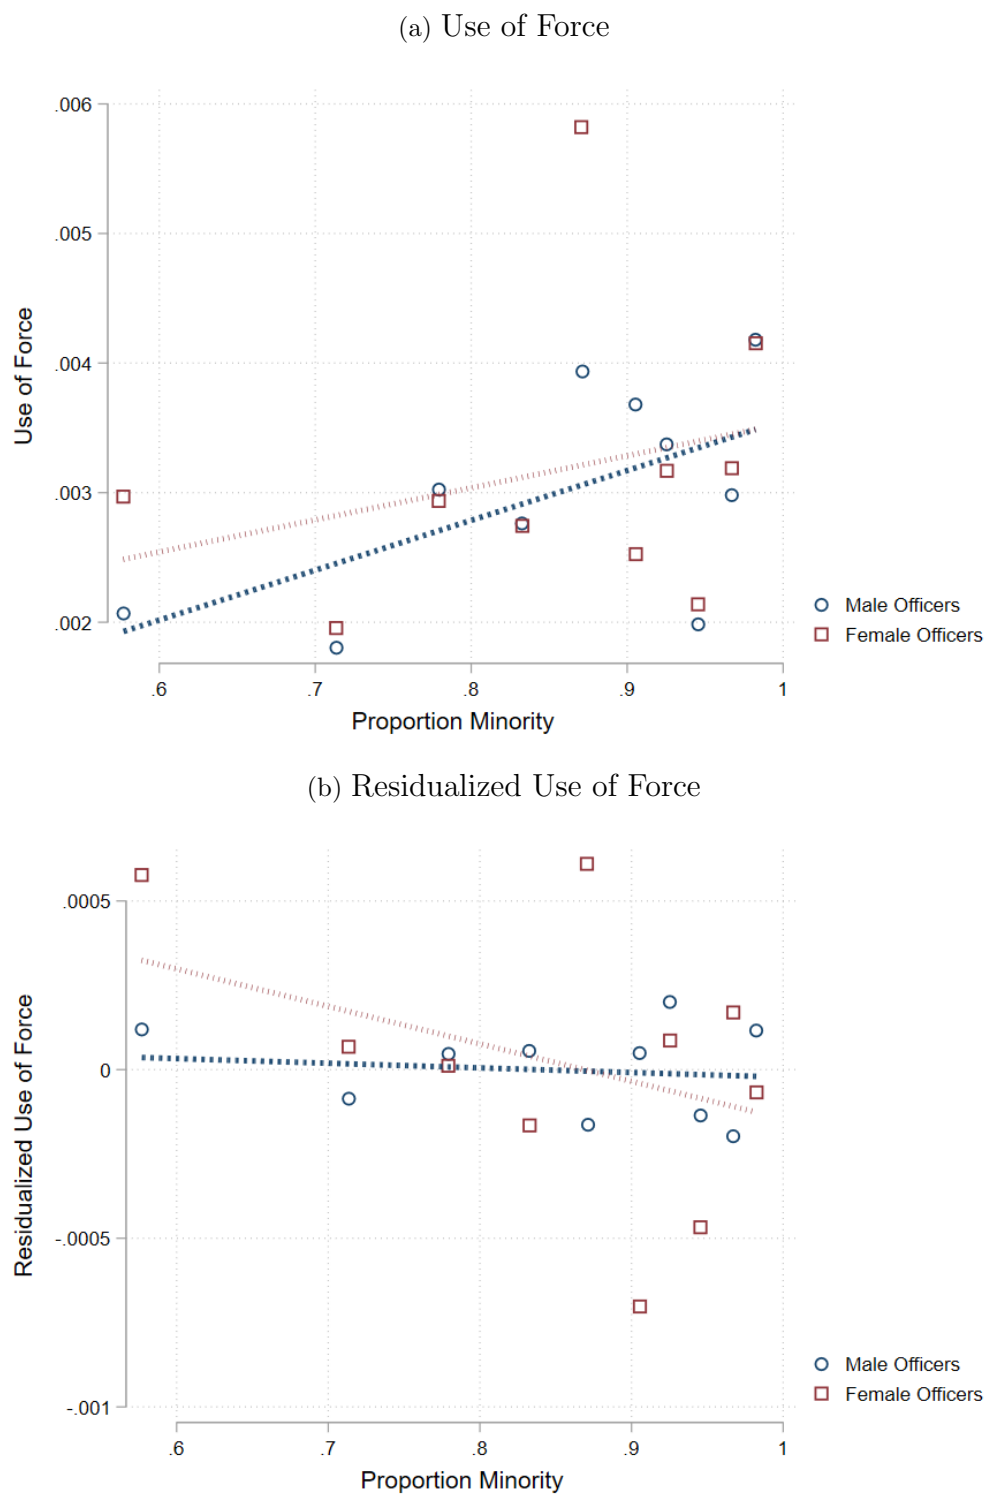 (a) Use of Force
.006
.005
.004
.003
.002
Use of Force
.6 .7 .8 .9 1
Proportion Minority
Male Officers
Female Officers
(b) Residualized Use of Force
.0005
0
-.0005
-.001
Residualized Use of Force
.6 .7 .8 .9 1
Proportion Minority
Male Officers
Female Officers